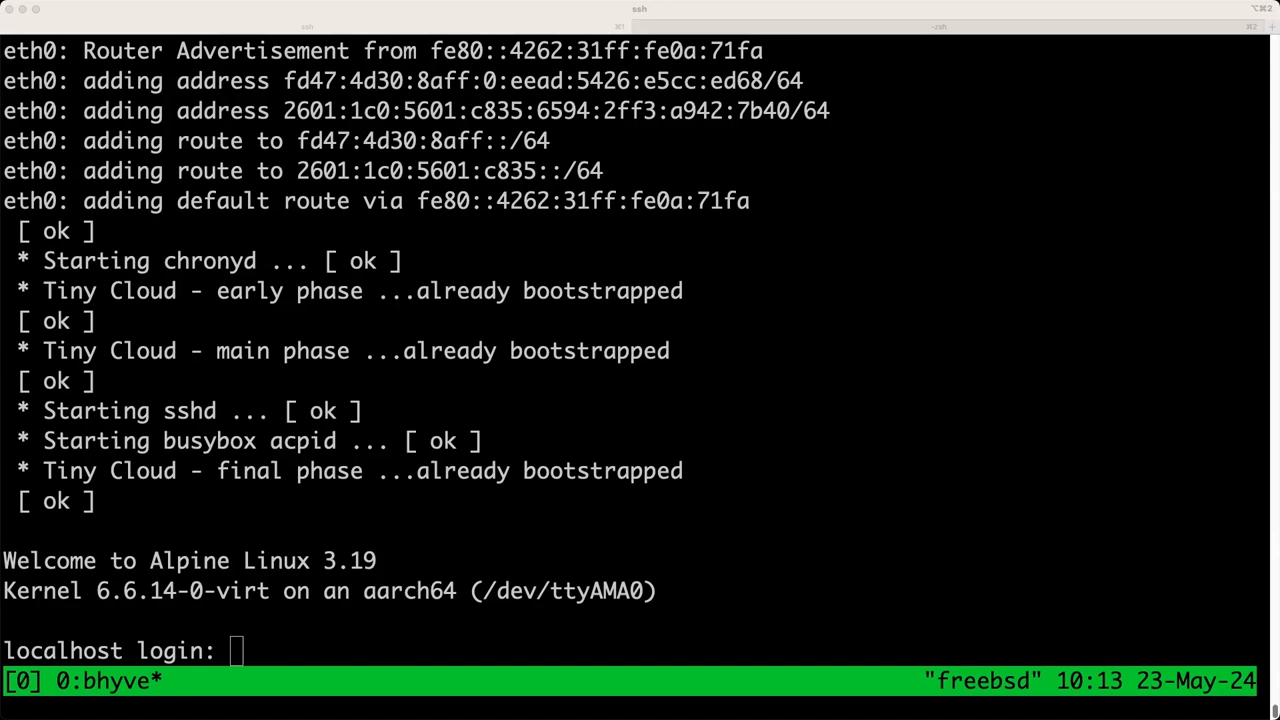 ssh
⌥⌘2
ssh ⌘1 -zsh ⌘2 +
eth0: Router Advertisement from fe80::4262:31ff:fe0a:71fa
eth0: adding address fd47:4d30:8aff:0:eead:5426:e5cc:ed68/64
eth0: adding address 2601:1c0:5601:c835:6594:2ff3:a942:7b40/64
eth0: adding route to fd47:4d30:8aff::/64
eth0: adding route to 2601:1c0:5601:c835::/64
eth0: adding default route via fe80::4262:31ff:fe0a:71fa
[ ok ]
* Starting chronyd ... [ ok ]
* Tiny Cloud - early phase ...already bootstrapped
[ ok ]
* Tiny Cloud - main phase ...already bootstrapped
[ ok ]
* Starting sshd ... [ ok ]
* Starting busybox acpid ... [ ok ]
* Tiny Cloud - final phase ...already bootstrapped
[ ok ]
Welcome to Alpine Linux 3.19
Kernel 6.6.14-0-virt on an aarch64 (/dev/ttyAMA0)
localhost login:
[0] 0:bhyve* "freebsd" 10:13 23-May-24